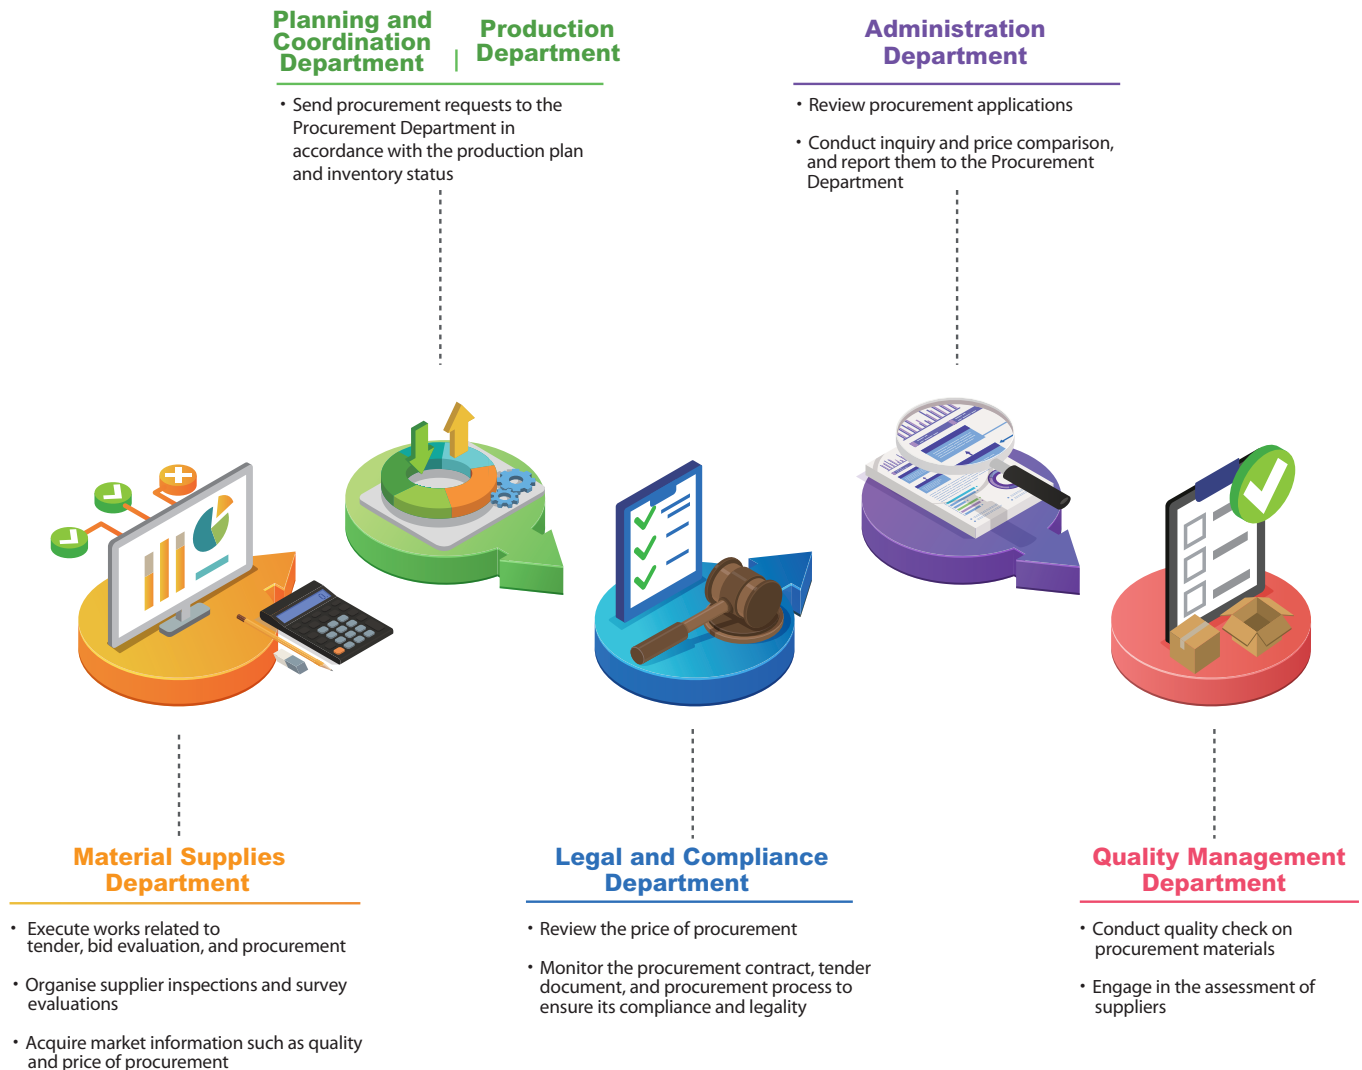 Planning and
Coordination
Department
|
Production
Department
• Send procurement requests to the
Procurement Department in
accordance with the production plan
and inventory status
Administration
Department
• Review procurement applications
• Conduct inquiry and price comparison,
and report them to the Procurement
Department
Material Supplies
Department
• Execute works related to
tender, bid evaluation, and procurement
• Organise supplier inspections and survey
evaluations
• Acquire market information such as quality
and price of procurement
Legal and Compliance
Department
• Review the price of procurement
• Monitor the procurement contract, tender
document, and procurement process to
ensure its compliance and legality
Quality Management
Department
• Conduct quality check on
procurement materials
• Engage in the assessment of
suppliers